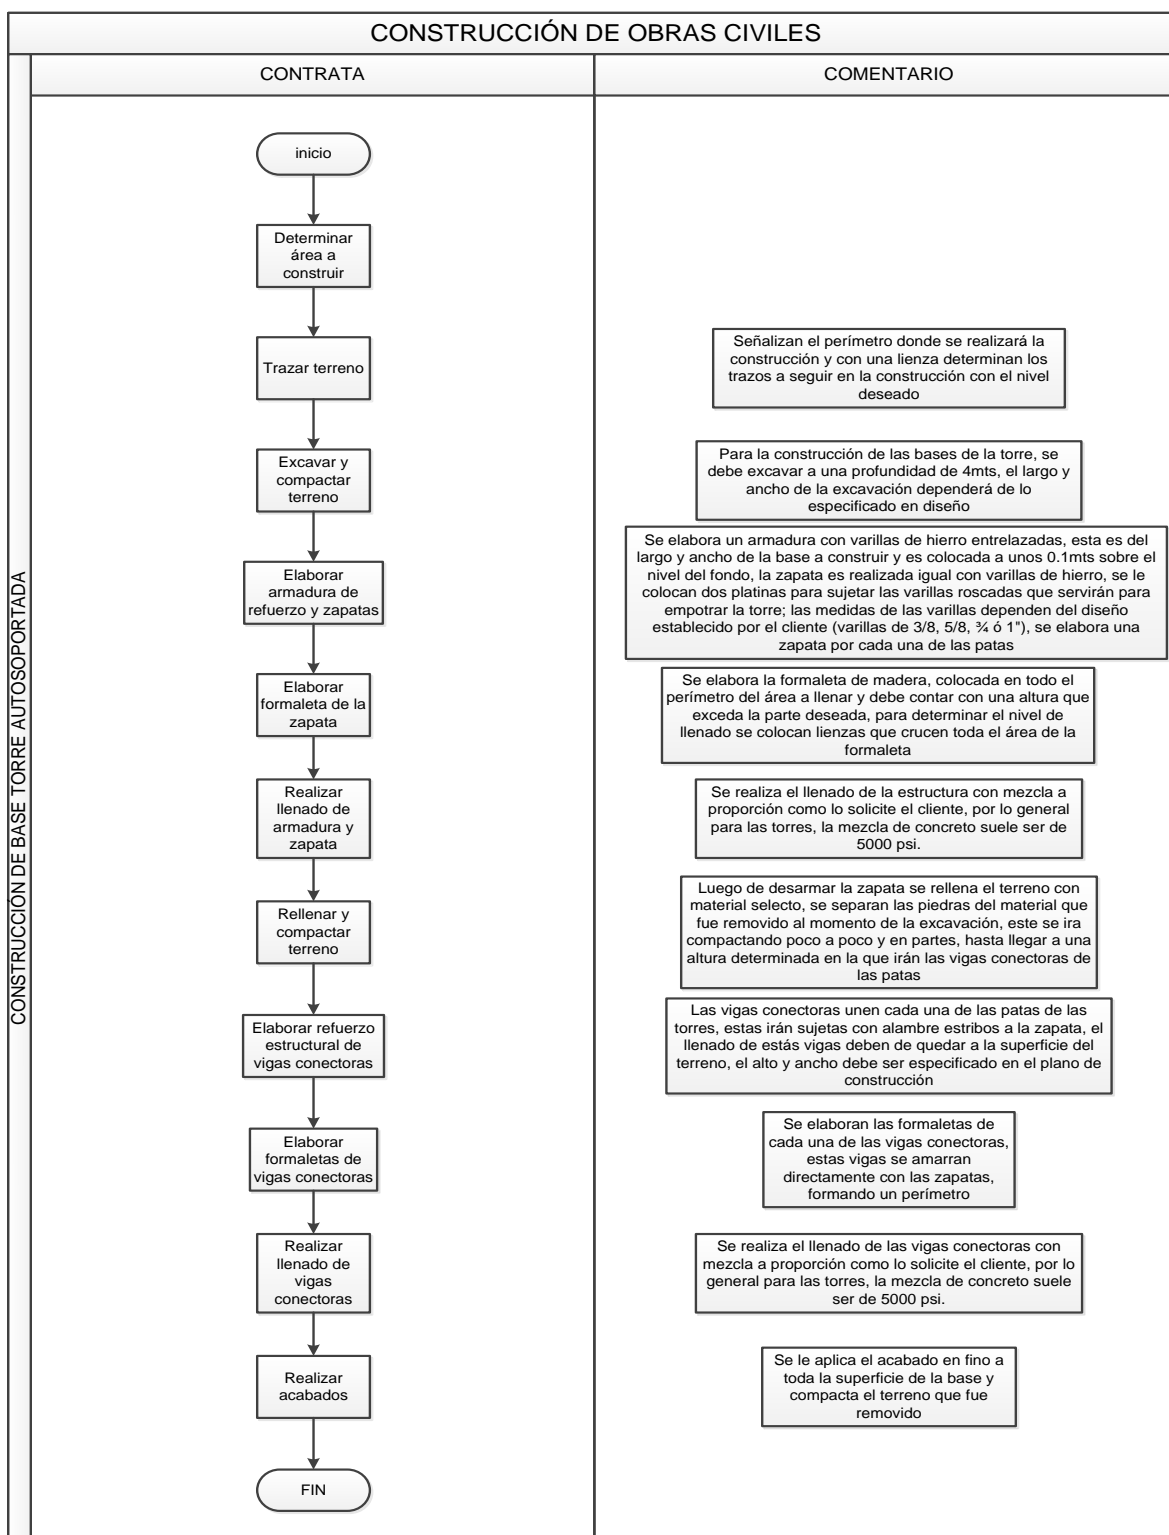 CONSTRUCCIÓN DE OBRAS CIVILES
CONTRATA
COMENTARIO
CONSTRUCCIÓN DE BASE TORRE AUTOSOPORTADA
inicio
Determinar
área a
construir
Trazar terreno
Señalizan el perímetro donde se realizará la
construcción y con una lienza determinan los
trazos a seguir en la construcción con el nivel
deseado
Excavar y
compactar
terreno
Para la construcción de las bases de la torre, se
debe excavar a una profundidad de 4mts, el largo y
ancho de la excavación dependerá de lo
especificado en diseño
Elaborar
armadura de
refuerzo y zapatas
Se elabora un armadura con varillas de hierro entrelazadas, esta es del
largo y ancho de la base a construir y es colocada a unos 0.1mts sobre el
nivel del fondo, la zapata es realizada igual con varillas de hierro, se le
colocan dos platinas para sujetar las varillas roscadas que servirán para
empotrar la torre; las medidas de las varillas dependen del diseño
establecido por el cliente (varillas de 3/8, 5/8, ¾ ó 1"), se elabora una
zapata por cada una de las patas
Elaborar
formaleta de la
zapata
Se elabora la formaleta de madera, colocada en todo el
perímetro del área a llenar y debe contar con una altura que
exceda la parte deseada, para determinar el nivel de
llenado se colocan lienzas que crucen toda el área de la
formaleta
Realizar
llenado de
armadura y
zapata
Se realiza el llenado de la estructura con mezcla a
proporción como lo solicite el cliente, por lo general
para las torres, la mezcla de concreto suele ser de
5000 psi.
Rellenar y
compactar
terreno
Luego de desarmar la zapata se rellena el terreno con
material selecto, se separan las piedras del material que
fue removido al momento de la excavación, este se ira
compactando poco a poco y en partes, hasta llegar a una
altura determinada en la que irán las vigas conectoras de
las patas
Elaborar refuerzo
estructural de
vigas conectoras
Las vigas conectoras unen cada una de las patas de las
torres, estas irán sujetas con alambre estribos a la zapata, el
llenado de estás vigas deben de quedar a la superficie del
terreno, el alto y ancho debe ser especificado en el plano de
construcción
Elaborar
formaletas de
vigas conectoras
Se elaboran las formaletas de
cada una de las vigas conectoras,
estas vigas se amarran
directamente con las zapatas,
formando un perímetro
Realizar
llenado de
vigas
conectoras
Se realiza el llenado de las vigas conectoras con
mezcla a proporción como lo solicite el cliente, por lo
general para las torres, la mezcla de concreto suele
ser de 5000 psi.
Realizar
acabados
Se le aplica el acabado en fino a
toda la superficie de la base y
compacta el terreno que fue
removido
FIN